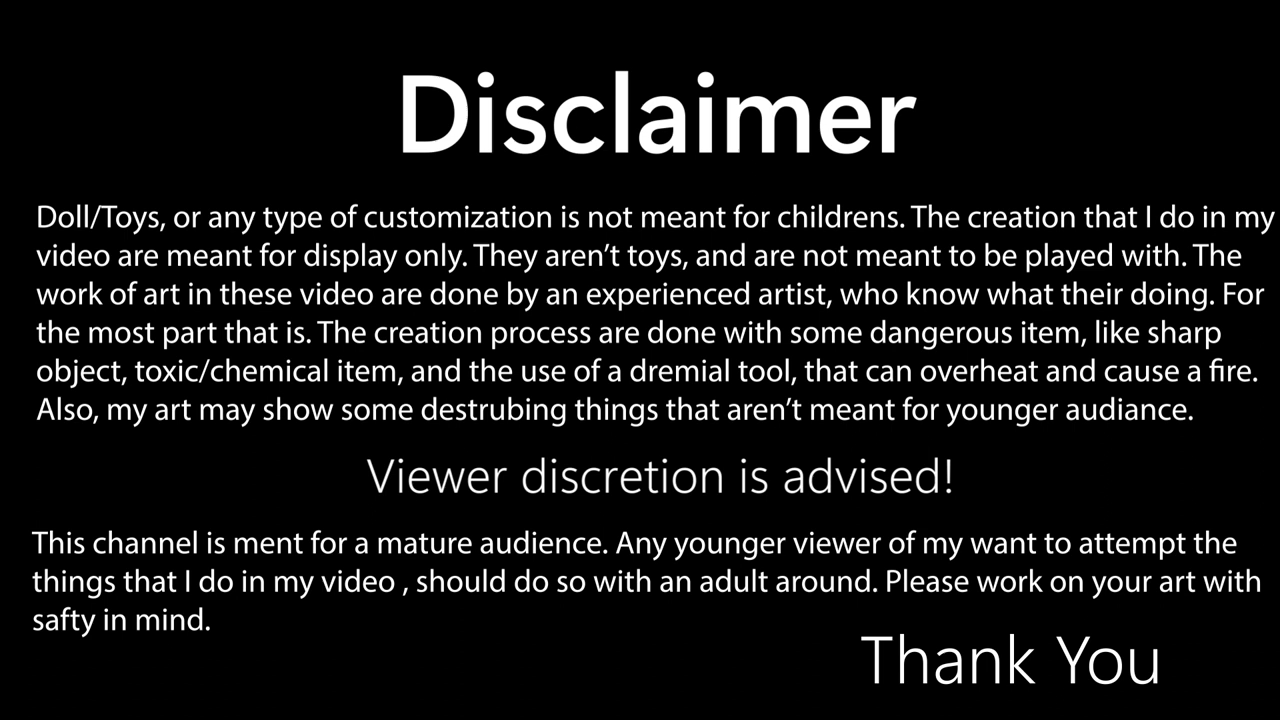 Disclaimer
Doll/Toys, or any type of customization is not meant for childrens. The creation that I do in my
video are meant for display only. They aren’t toys, and are not meant to be played with. The
work of art in these video are done by an experienced artist, who know what their doing. For
the most part that is. The creation process are done with some dangerous item, like sharp
object, toxic/chemical item, and the use of a dremial tool, that can overheat and cause a fire.
Also, my art may show some destrubing things that aren’t meant for younger audiance.
Viewer discretion is advised!
This channel is ment for a mature audience. Any younger viewer of my want to attempt the
things that I do in my video , should do so with an adult around. Please work on your art with
safty in mind.
Thank You